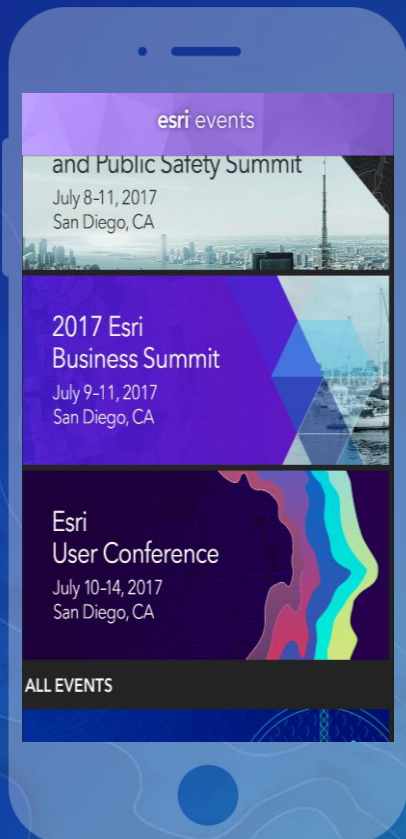 esri events
and Public Safety Summit
July 8-11, 2017
San Diego, CA
2017 Esri
Business Summit
July 9-11, 2017
San Diego, CA
Esri
User Conference
July 10-14, 2017
San Diego, CA
ALL EVENTS